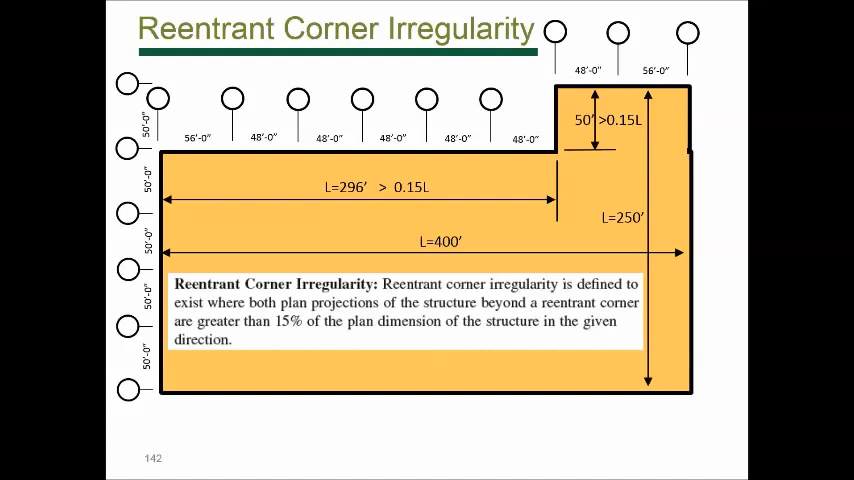 Reentrant Corner Irregularity
48'-0" 56'-0"
56'-0" 48'-0" 48'-0" 48'-0" 48'-0" 48'-0"
50'-0"
50'-0"
50'-0"
50'-0"
50'-0"
50' >0.15L
L=296' > 0.15L
L=250'
L=400'
Reentrant Corner Irregularity: Reentrant corner irregularity is defined to
exist where both plan projections of the structure beyond a reentrant corner
are greater than 15% of the plan dimension of the structure in the given
direction.
142